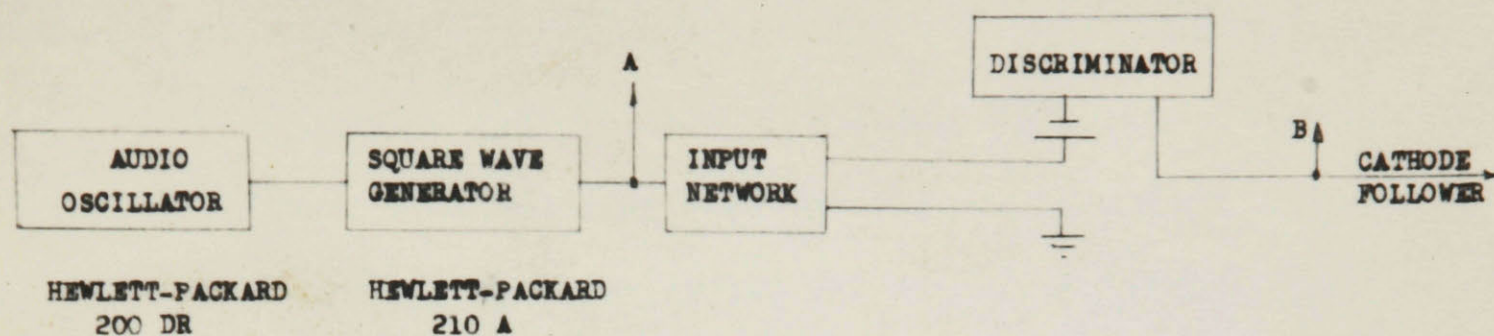 A
DISCRIMINATOR
AUDIO
OSCILLATOR
SQUARE WAVE
GENERATOR
INPUT
NETWORK
B
CATHODE
FOLLOWER
HEWLETT-PACKARD
200 DR
HEWLETT-PACKARD
210 A